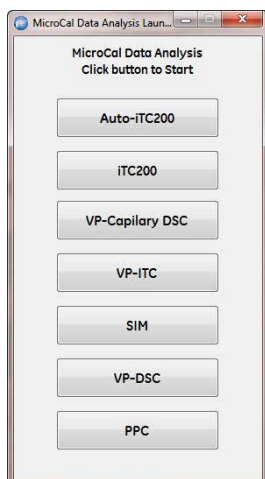 MicroCal Data Analysis Laun...
MicroCal Data Analysis
Click button to Start
Auto-iTC200
iTC200
VP-Capilary DSC
VP-ITC
SIM
VP-DSC
PPC